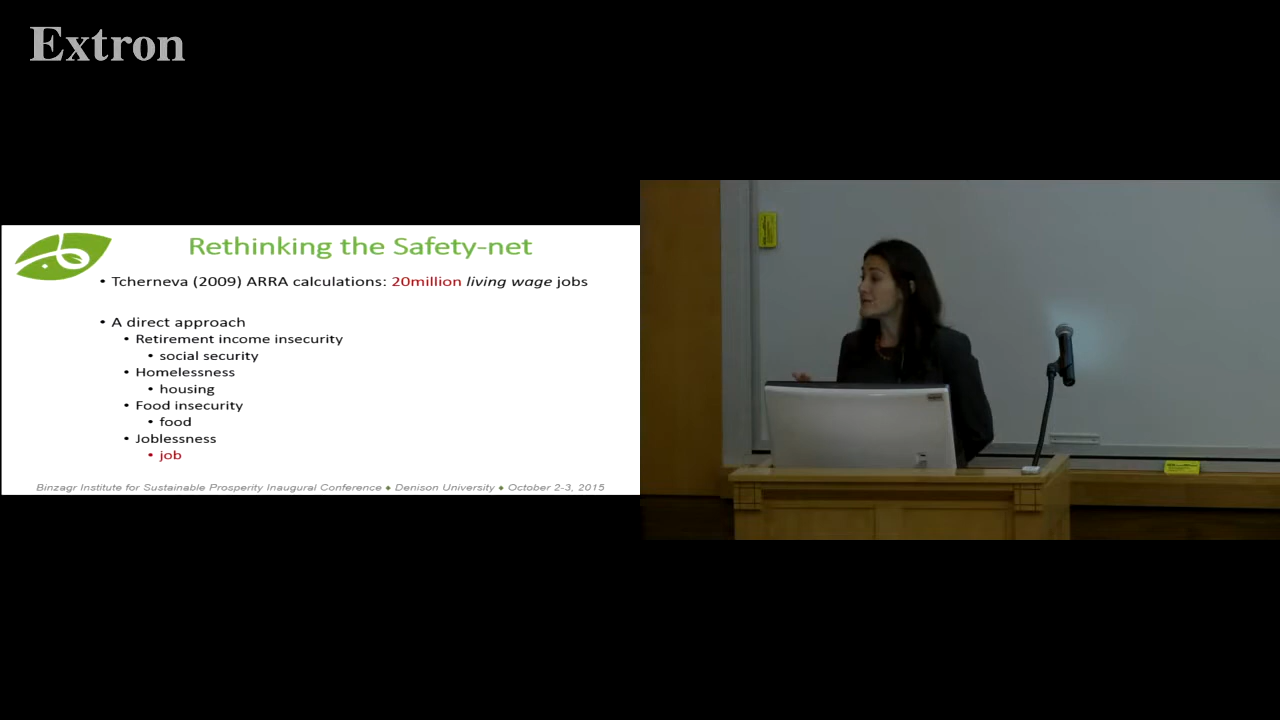 Extron
Rethinking the Safety-net
• Tcherneva (2009) ARRA calculations: 20million living wage jobs
• A direct approach
• Retirement income insecurity
• social security
• Homelessness
• housing
• Food insecurity
• food
• Joblessness
• job
Binzagr Institute for Sustainable Prosperity Inaugural Conference ♦ Denison University ♦ October 2-3, 2015